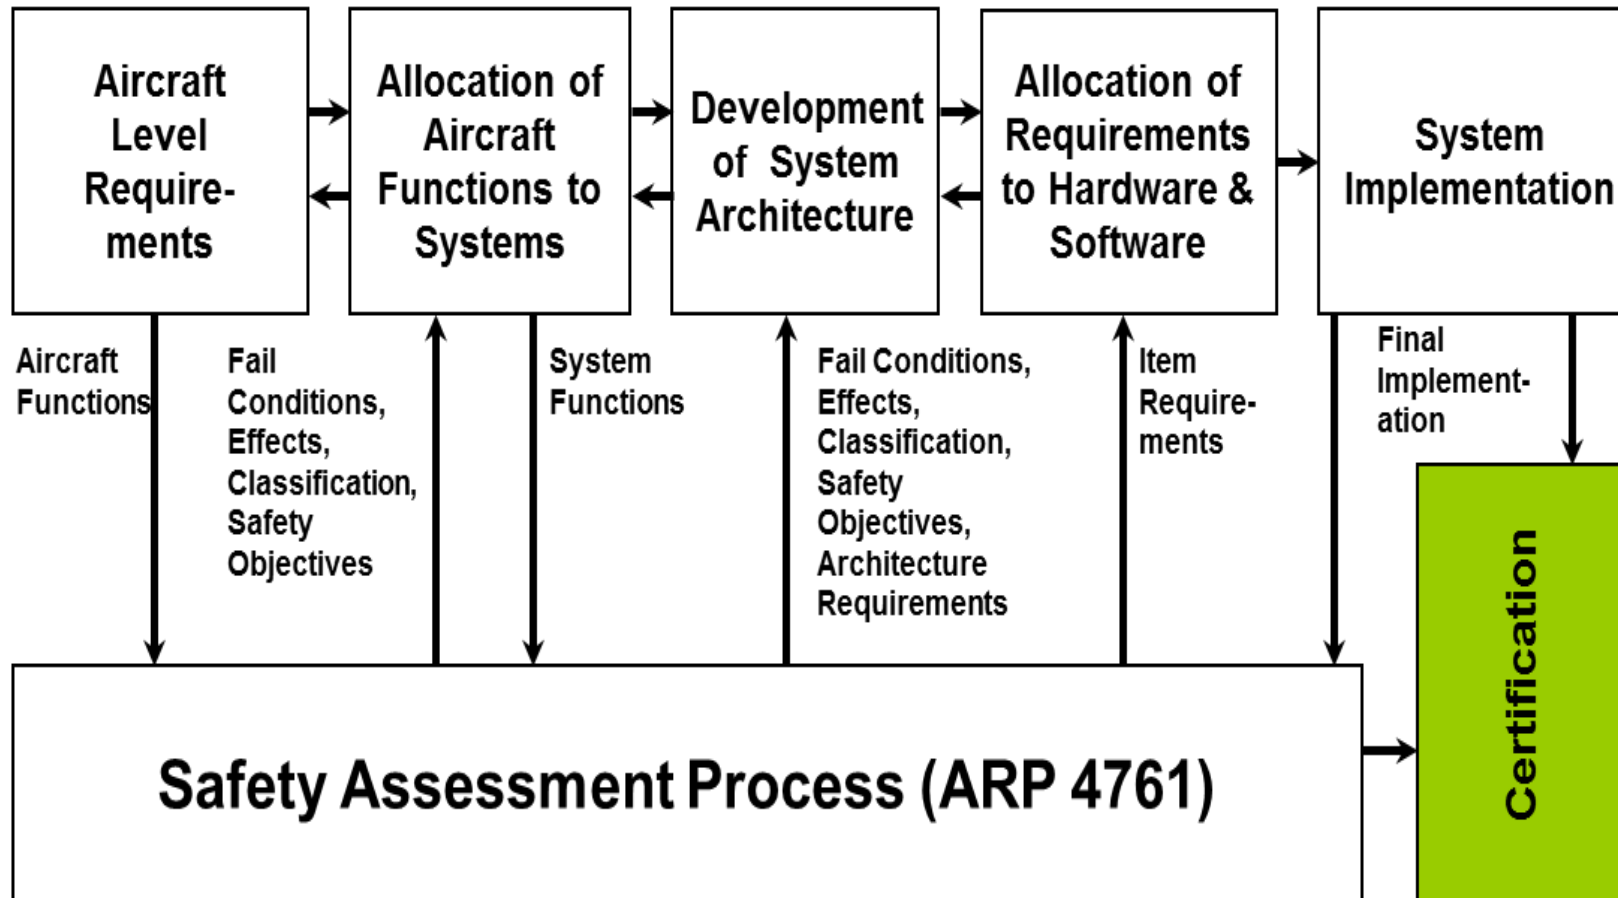 Aircraft
Level
Require-
ments
Allocation of
Aircraft
Functions to
Systems
Development
of System
Architecture
Allocation of
Requirements
to Hardware &
Software
System
Implementation
Aircraft
Functions
Fail
Conditions,
Effects,
Classification,
Safety
Objectives
System
Functions
Fail Conditions,
Effects,
Classification,
Safety
Objectives,
Architecture
Requirements
Item
Require-
ments
Final
Implement-
ation
Safety Assessment Process (ARP 4761)
Certification